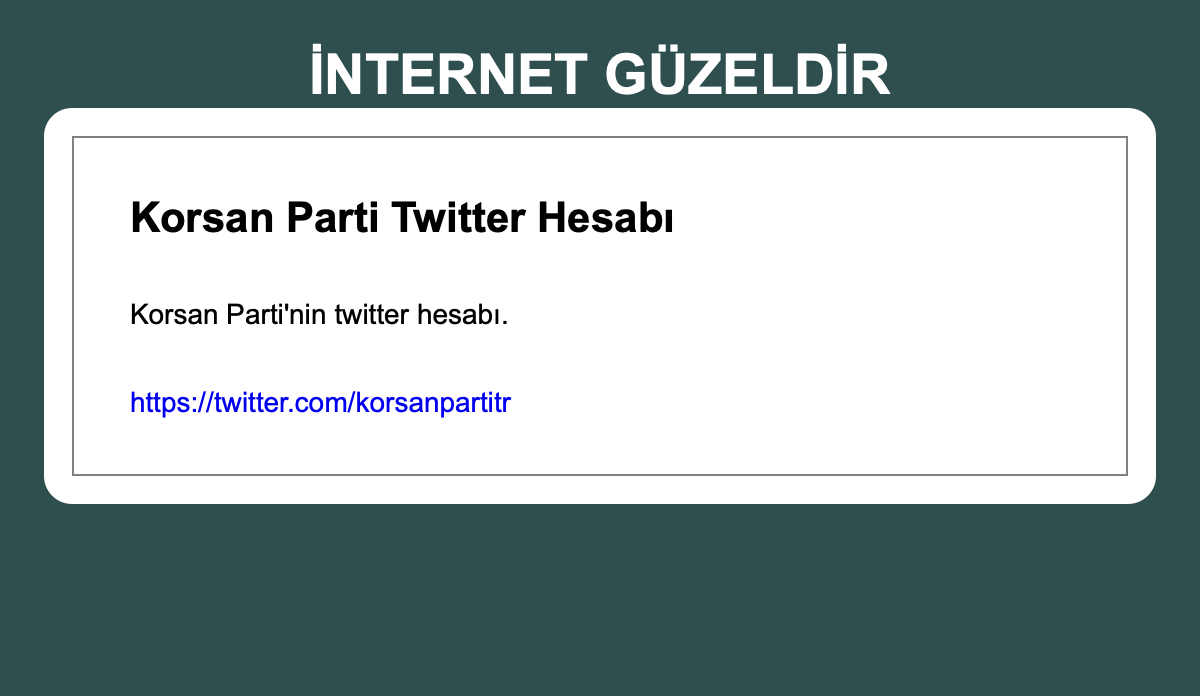 İNTERNET GÜZELDİR
Korsan Parti Twitter Hesabı
Korsan Parti'nin twitter hesabı.
https://twitter.com/korsanpartitr